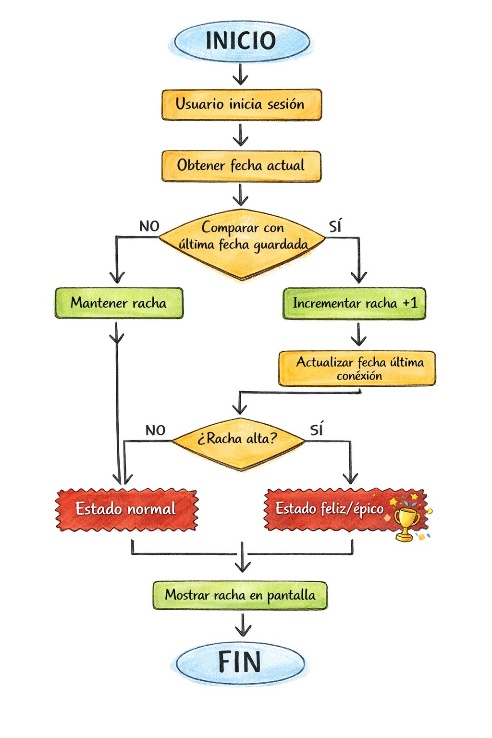 INICIO
Usuario inicia sesión
Obtener fecha actual
NO
Comparar con
última fecha guardada
SÍ
Mantener racha
Incrementar racha +1
Actualizar fecha última
conéxión
NO
¿Racha alta?
SÍ
Estado normal
Estado feliz/épico
Mostrar racha en pantalla
FIN